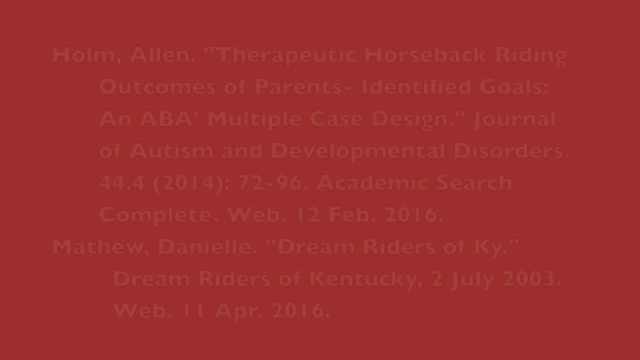 Holm, Allen. "Therapeutic Horseback Riding
Outcomes of Parents- Identified Goals:
An ABA' Multiple Case Design." Journal
of Autism and Developmental Disorders.
44.4 (2014): 72-96. Academic Search
Complete. Web. 12 Feb. 2016.
Mathew, Danielle. "Dream Riders of Ky."
Dream Riders of Kentucky, 2 July 2003.
Web. 11 Apr. 2016.